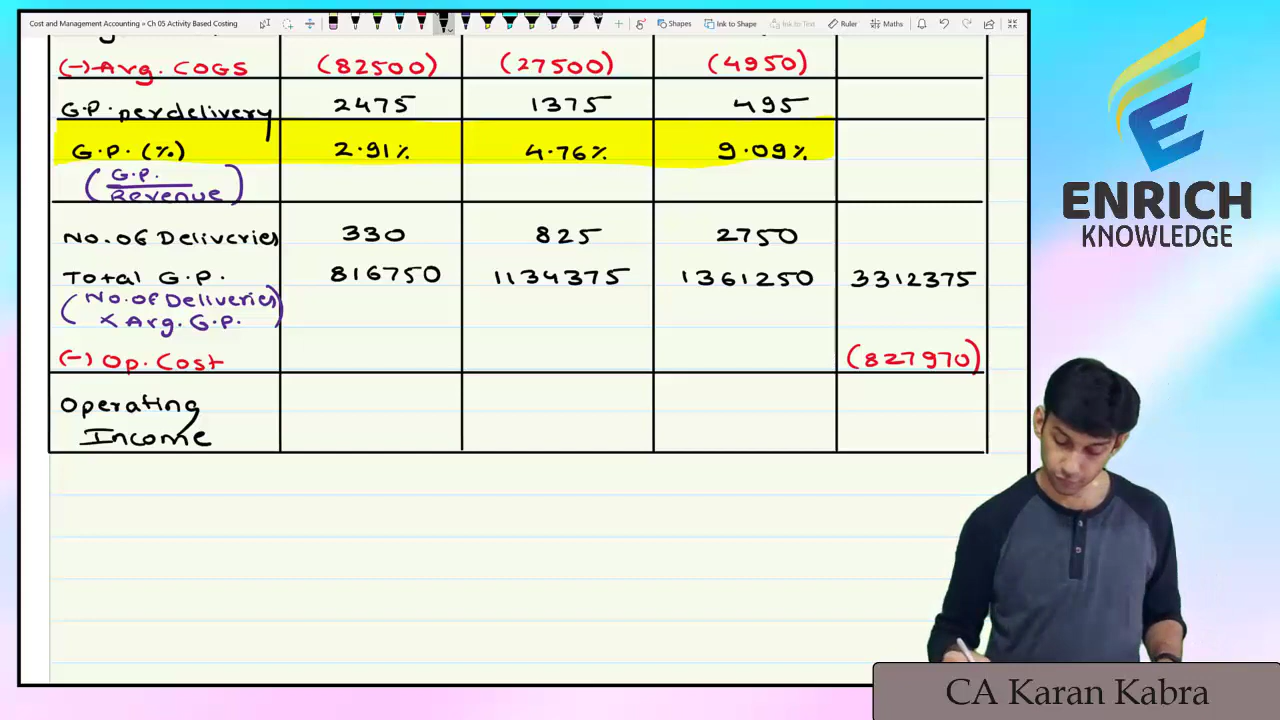 Cost and Management Accounting » Ch 05 Activity Based Costing
Shapes
Ink to Shape
Ink to Text
Ruler
Maths
(-) Avg. COGS (82500) (27500) (4950)
G.P. per delivery 2475 1375 495
G.P. (%) 2.91% 4.76% 9.09%
(G.P.
Revenue)
No. of Deliveries 330 825 2750
Total G.P. 816750 1134375 1361250 3312375
(No. of Deliveries
× Avg. G.P.)
(-) Op. Cost (827970)
Operating
Income
ENRICH
KNOWLEDGE
CA Karan Kabra